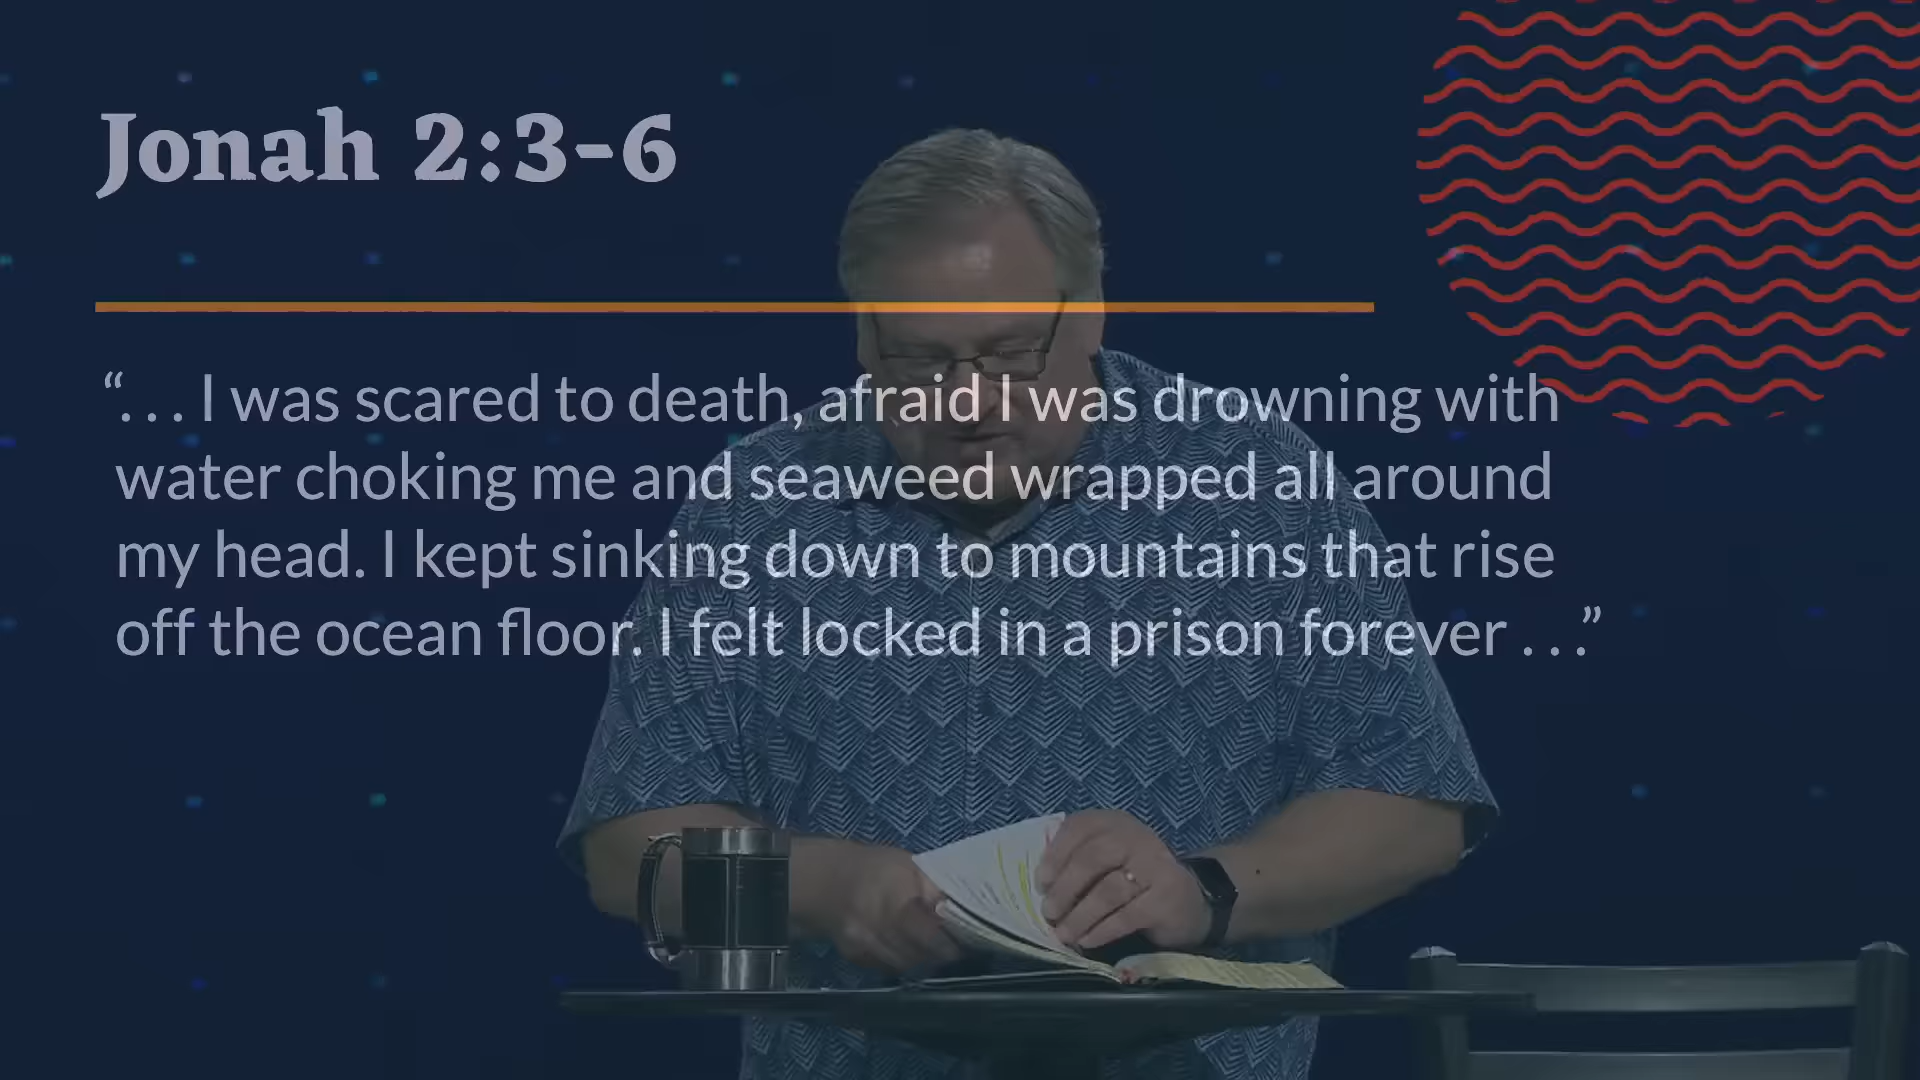 Jonah 2:3-6
“. . . I was scared to death, afraid I was drowning with
water choking me and seaweed wrapped all around
my head. I kept sinking down to mountains that rise
off the ocean floor. I felt locked in a prison forever . . .”